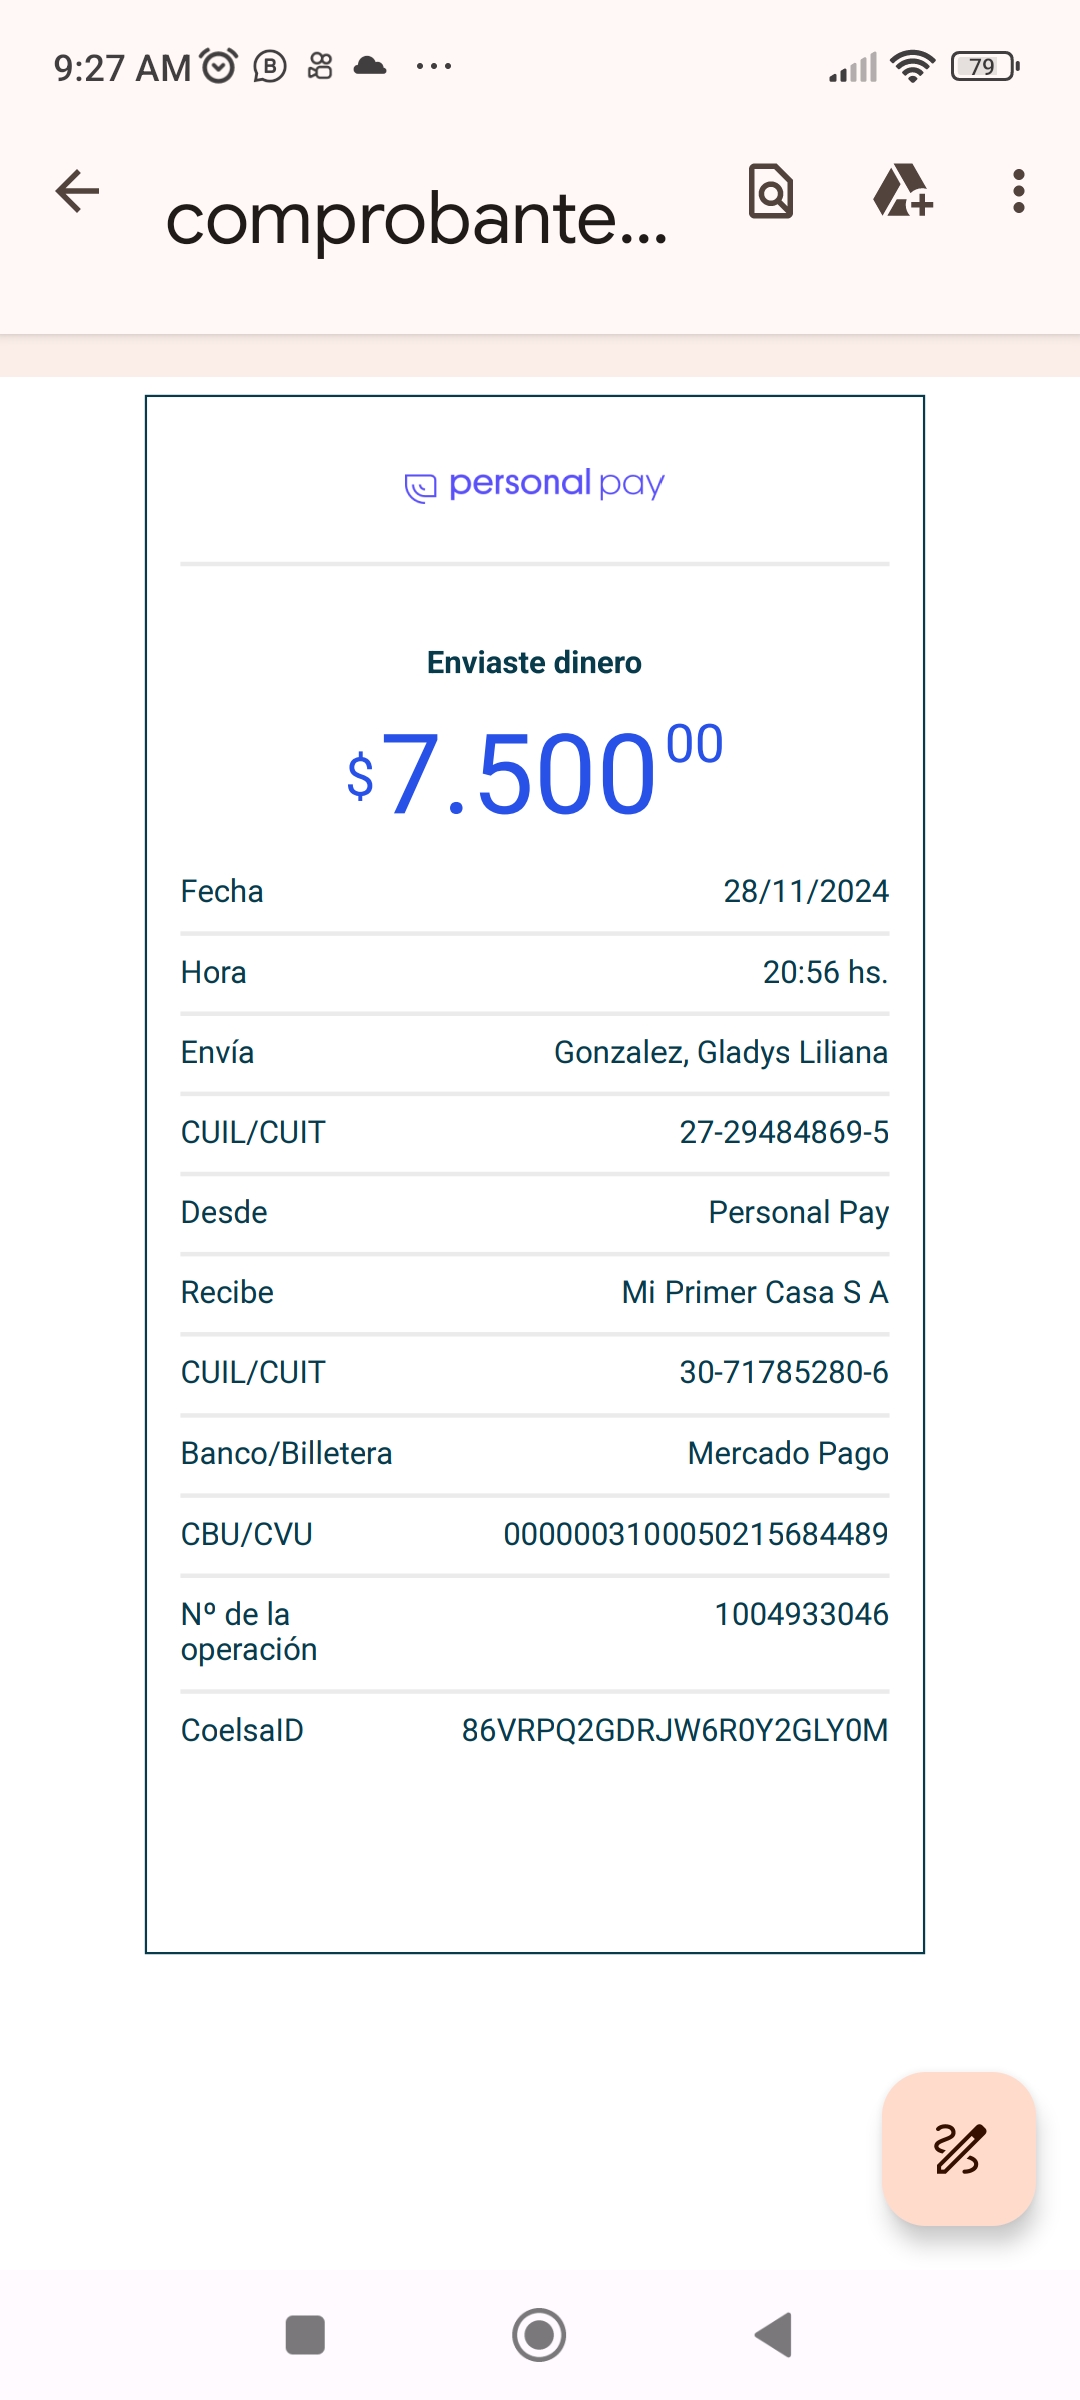 9:27 AM B ... 79
comprobante...
personal pay
Enviaste dinero
$7.500 00
Fecha 28/11/2024
Hora 20:56 hs.
Envía Gonzalez, Gladys Liliana
CUIL/CUIT 27-29484869-5
Desde Personal Pay
Recibe Mi Primer Casa S A
CUIL/CUIT 30-71785280-6
Banco/Billetera Mercado Pago
CBU/CVU 0000003100050215684489
Nº de la 1004933046
operación
CoelsaID 86VRPQ2GDRJW6R0Y2GLY0M